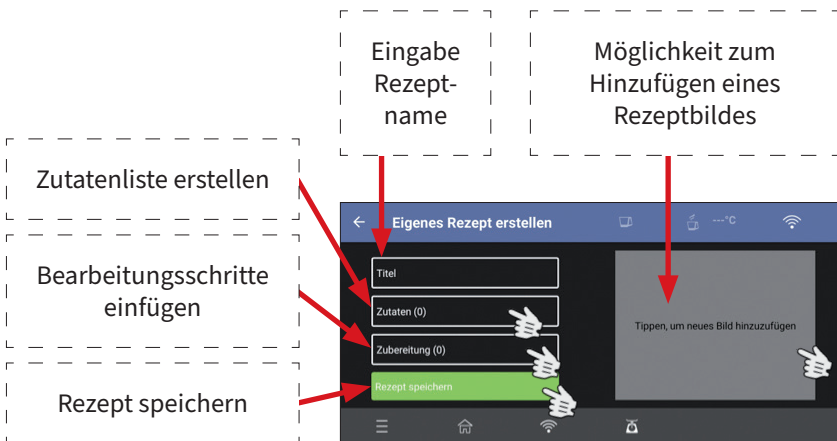 Eingabe
Rezept-
name
Möglichkeit zum
Hinzufügen eines
Rezeptbildes
Zutatenliste erstellen
Bearbeitungsschritte
einfügen
Rezept speichern
Eigenes Rezept erstellen
---°C
Titel
Zutaten (0)
Zubereitung (0)
Rezept speichern
Tippen, um neues Bild hinzuzufügen